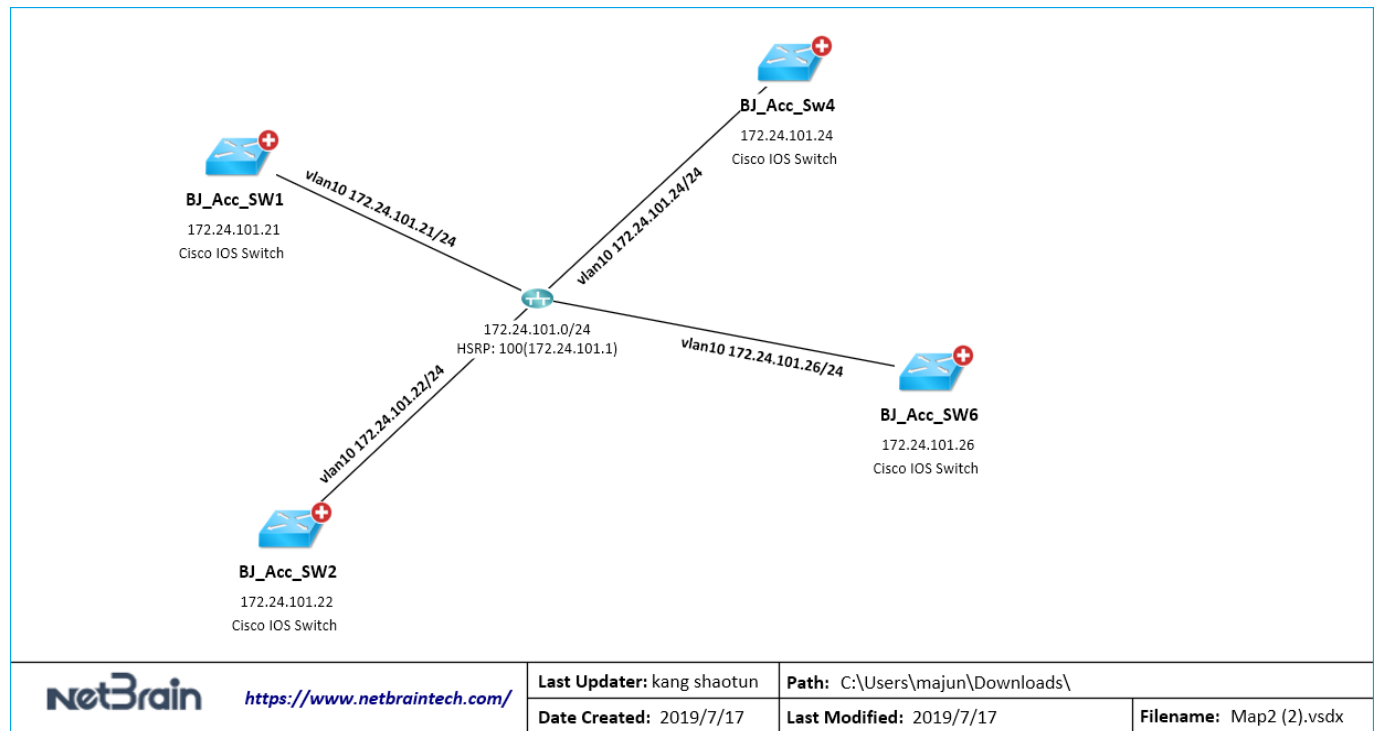 BJ_Acc_Sw4
172.24.101.24
Cisco IOS Switch
BJ_Acc_SW1
172.24.101.21
Cisco IOS Switch
vlan10 172.24.101.21/24
vlan10 172.24.101.24/24
172.24.101.0/24
HSRP: 100(172.24.101.1)
vlan10 172.24.101.26/24
vlan10 172.24.101.22/24
BJ_Acc_SW6
172.24.101.26
Cisco IOS Switch
BJ_Acc_SW2
172.24.101.22
Cisco IOS Switch
NetBrain
https://www.netbraintech.com/
Last Updater: kang shaotun
Path: C:\Users\majun\Downloads\
Date Created: 2019/7/17
Last Modified: 2019/7/17
Filename: Map2 (2).vsdx